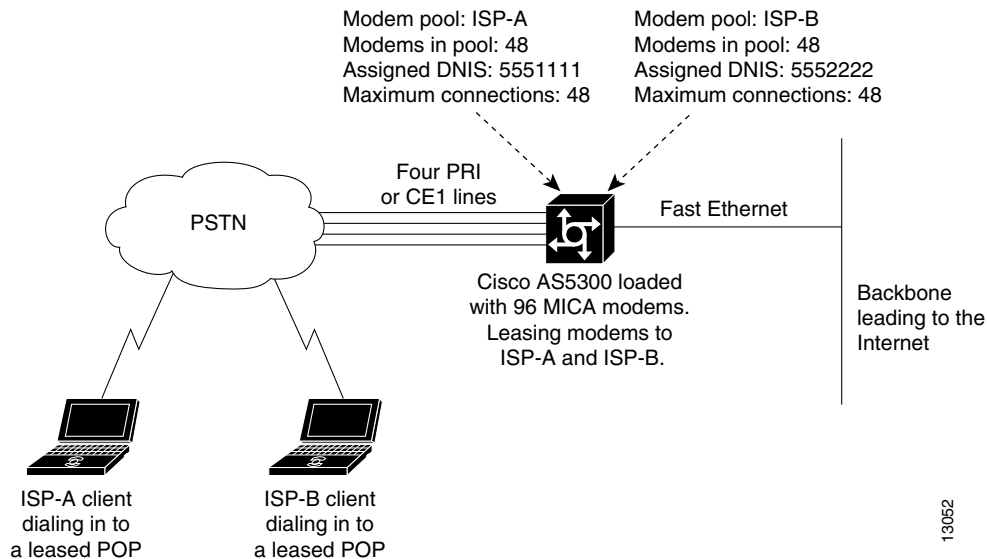 Modem pool: ISP-A
Modems in pool: 48
Assigned DNIS: 5551111
Maximum connections: 48
Modem pool: ISP-B
Modems in pool: 48
Assigned DNIS: 5552222
Maximum connections: 48
Four PRI
or CE1 lines
PSTN
Fast Ethernet
Cisco AS5300 loaded
with 96 MICA modems.
Leasing modems to
ISP-A and ISP-B.
Backbone
leading to the
Internet
ISP-A client
dialing in to
a leased POP
ISP-B client
dialing in to
a leased POP
13052